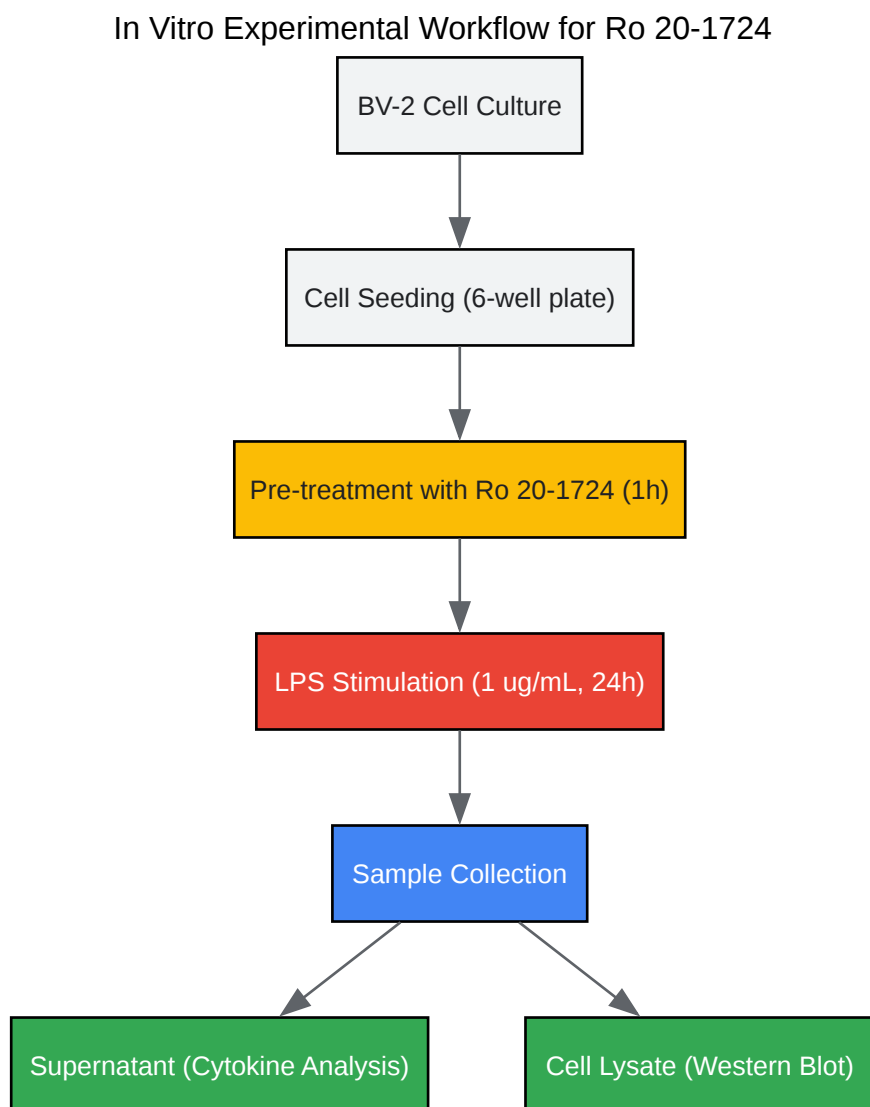 In Vitro Experimental Workflow for Ro 20-1724
BV-2 Cell Culture
Cell Seeding (6-well plate)
Pre-treatment with Ro 20-1724 (1h)
LPS Stimulation (1 ug/mL, 24h)
Sample Collection
Supernatant (Cytokine Analysis)
Cell Lysate (Western Blot)